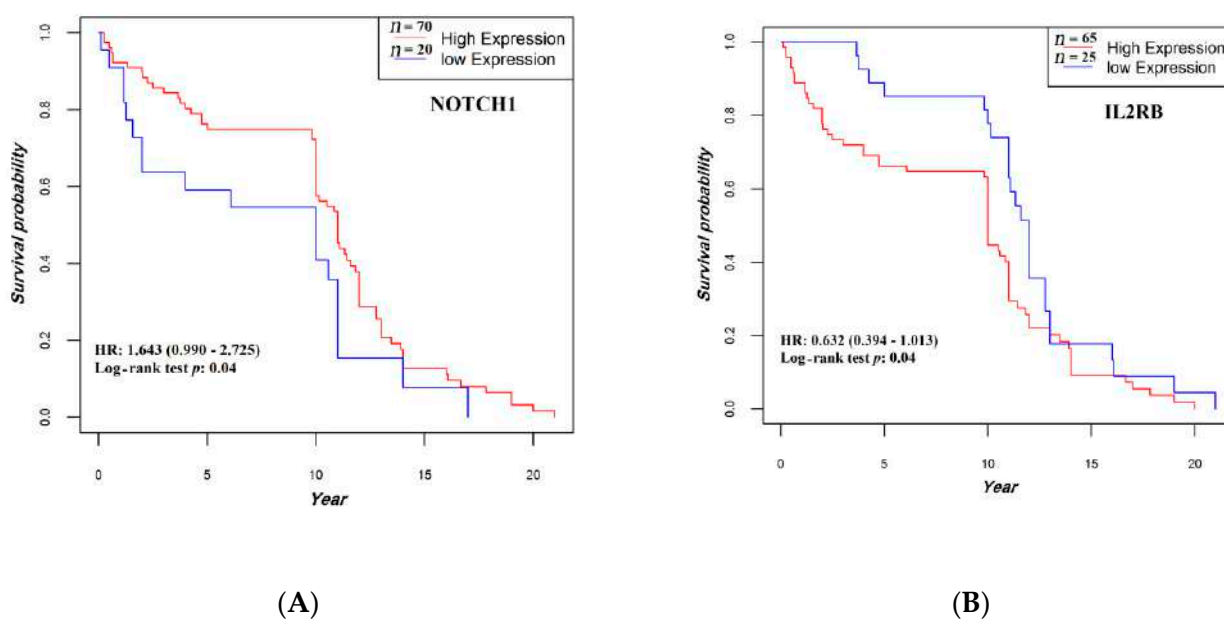 n = 70 High Expression
n = 20 low Expression
NOTCH1
Survival probability
1.0
0.8
0.6
0.4
0.2
0.0
HR: 1.643 (0.990 - 2.725)
Log-rank test p: 0.04
0 5 10 15 20
Year
(A)
n = 65 High Expression
n = 25 low Expression
IL2RB
Survival probability
1.0
0.8
0.6
0.4
0.2
0.0
HR: 0.632 (0.394 - 1.013)
Log-rank test p: 0.04
0 5 10 15 20
Year
(B)